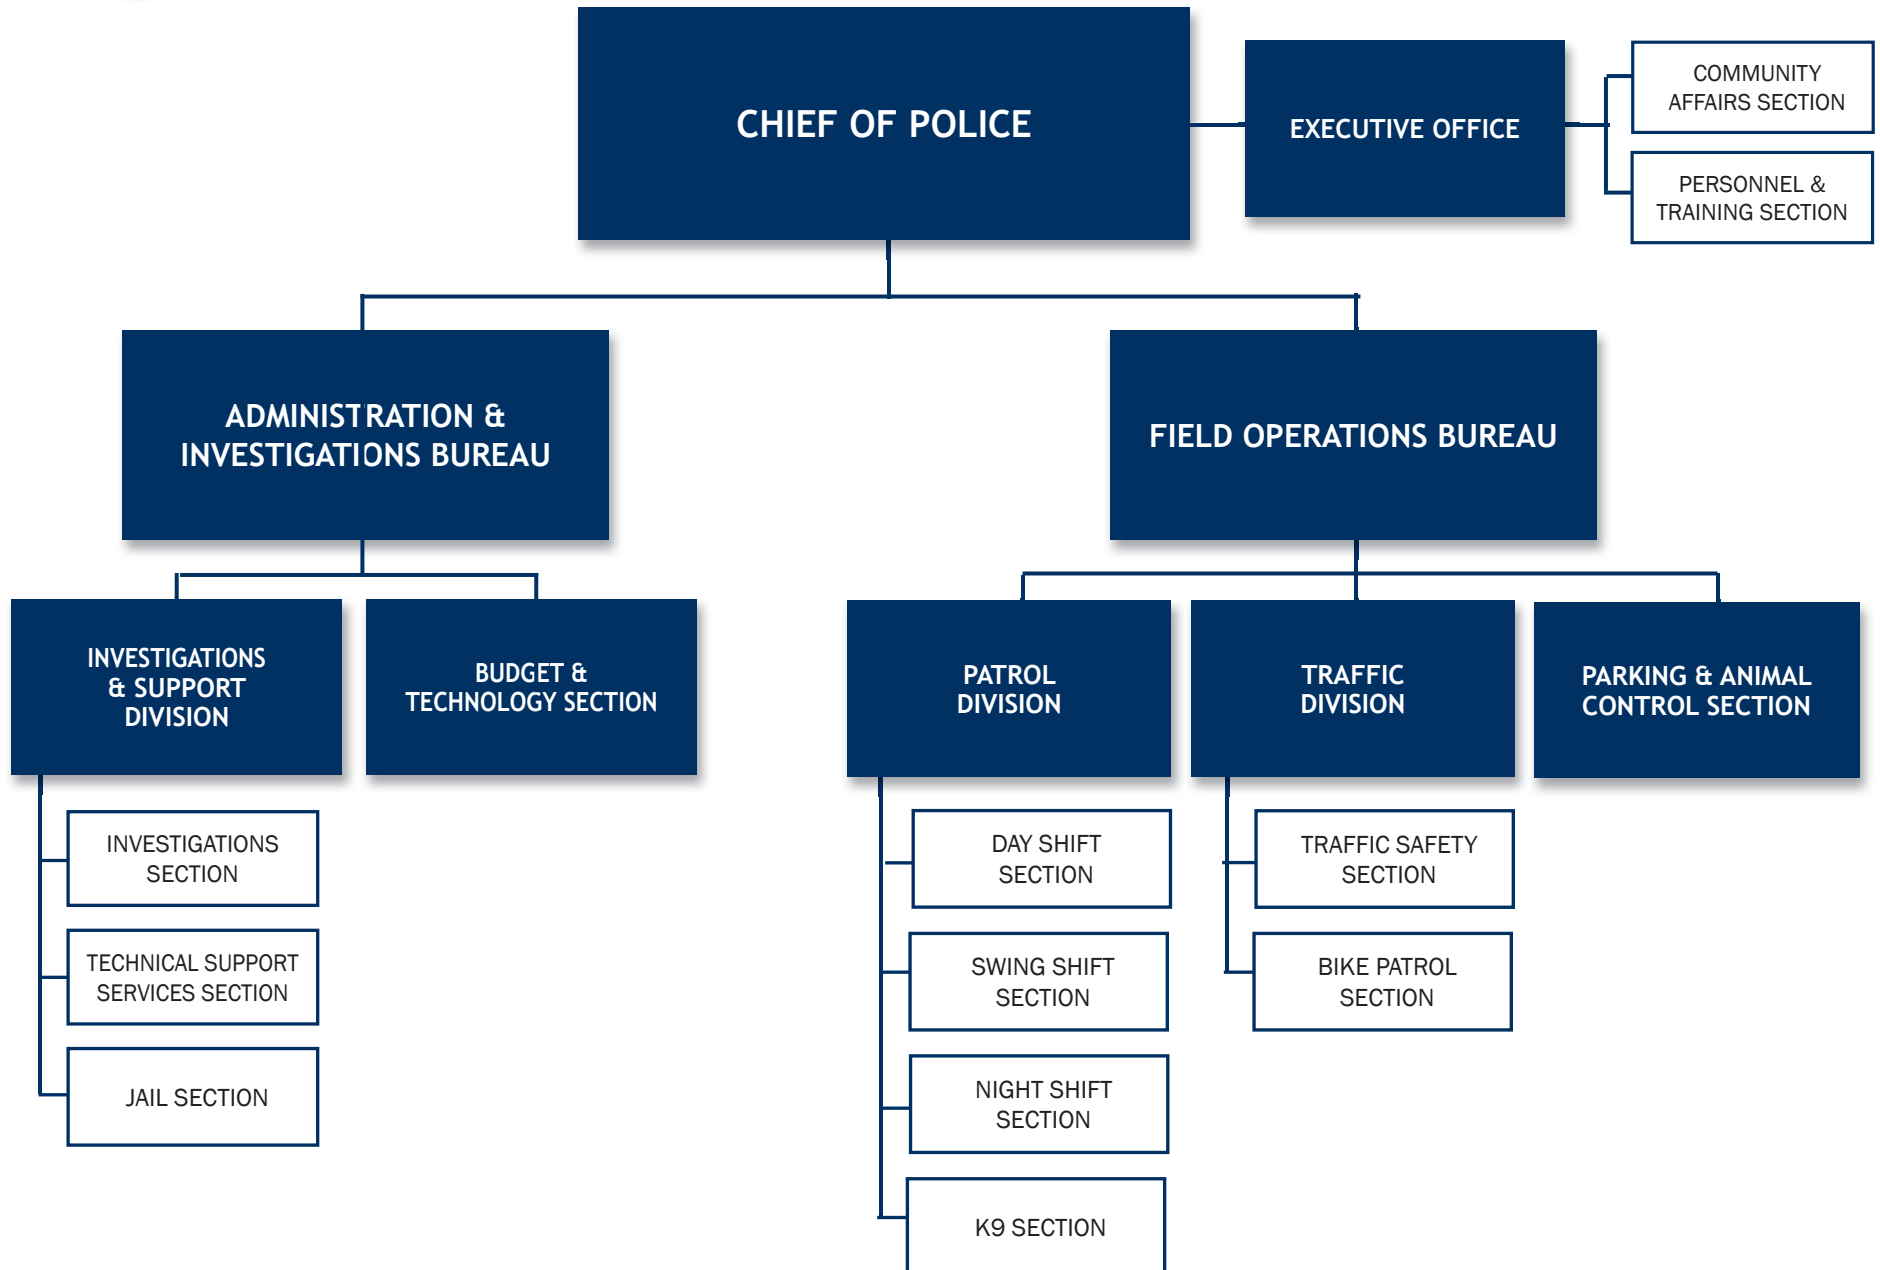 CHIEF OF POLICE
EXECUTIVE OFFICE
COMMUNITY
AFFAIRS SECTION
PERSONNEL &
TRAINING SECTION
ADMINISTRATION &
INVESTIGATIONS BUREAU
FIELD OPERATIONS BUREAU
INVESTIGATIONS
& SUPPORT
DIVISION
BUDGET &
TECHNOLOGY SECTION
PATROL
DIVISION
TRAFFIC
DIVISION
PARKING & ANIMAL
CONTROL SECTION
INVESTIGATIONS
SECTION
TECHNICAL SUPPORT
SERVICES SECTION
JAIL SECTION
DAY SHIFT
SECTION
SWING SHIFT
SECTION
NIGHT SHIFT
SECTION
K9 SECTION
TRAFFIC SAFETY
SECTION
BIKE PATROL
SECTION